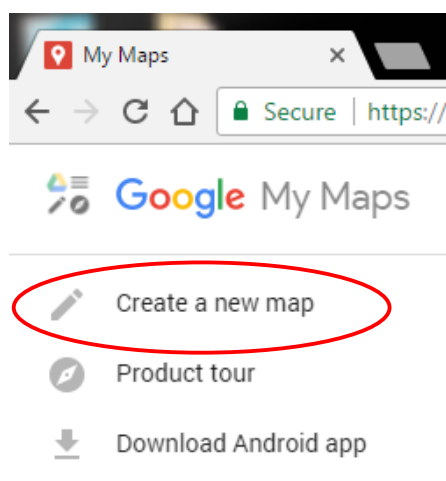 My Maps
Secure | https://
Google My Maps
Create a new map
Product tour
Download Android app